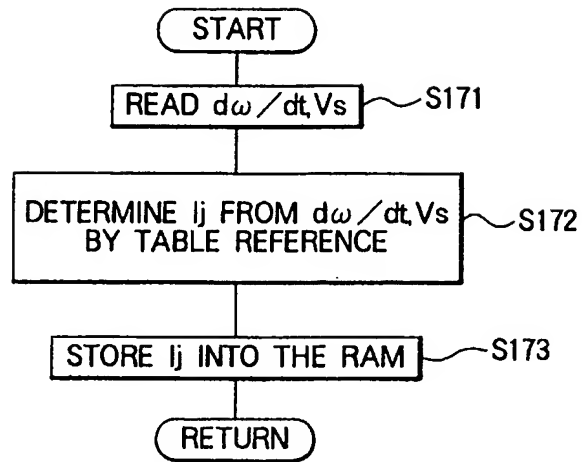 START
READ dω/dt,Vs
S171
DETERMINE Ij FROM dω/dt,Vs
BY TABLE REFERENCE
S172
STORE Ij INTO THE RAM
S173
RETURN